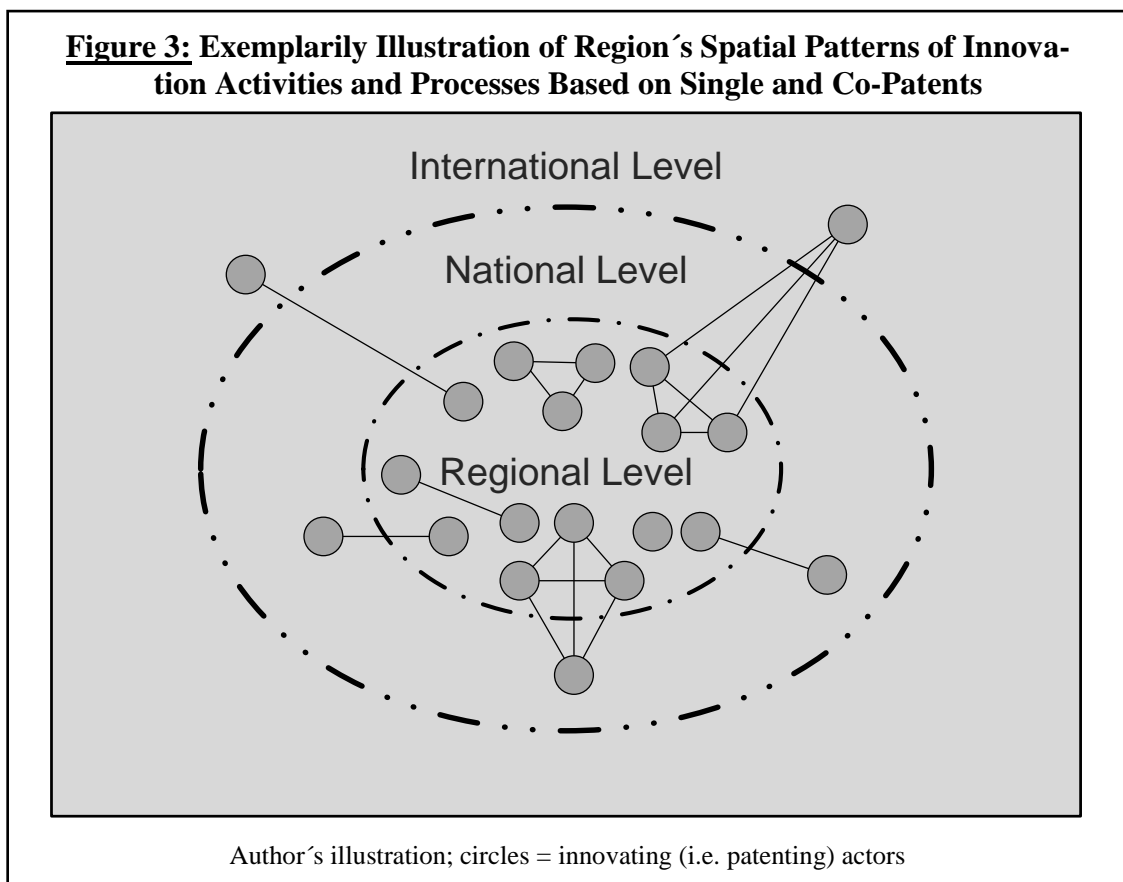 Figure 3: Exemplarily Illustration of Region´s Spatial Patterns of Innova-
tion Activities and Processes Based on Single and Co-Patents
International Level
National Level
Regional Level
Author´s illustration; circles = innovating (i.e. patenting) actors